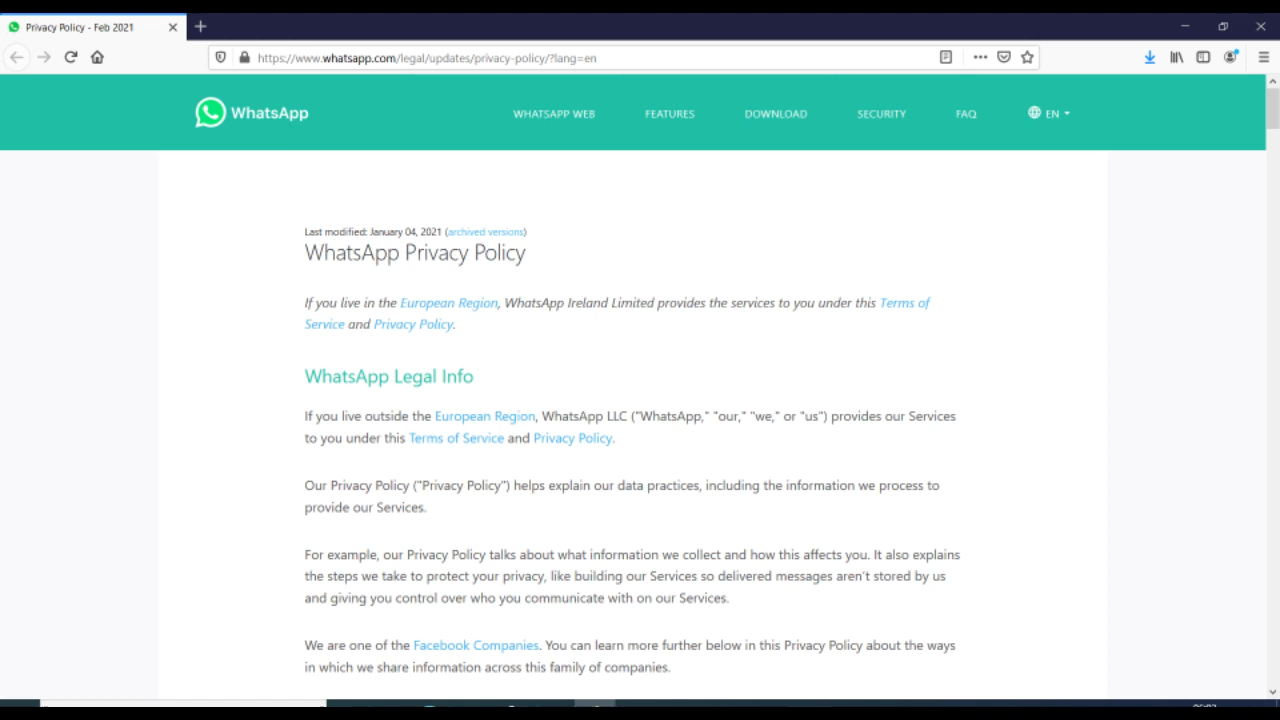 Privacy Policy - Feb 2021
https://www.whatsapp.com/legal/updates/privacy-policy/?lang=en
WhatsApp
WHATSAPP WEB
FEATURES
DOWNLOAD
SECURITY
FAQ
EN
Last modified: January 04, 2021 (archived versions)
WhatsApp Privacy Policy
If you live in the European Region, WhatsApp Ireland Limited provides the services to you under this Terms of
Service and Privacy Policy.
WhatsApp Legal Info
If you live outside the European Region, WhatsApp LLC ("WhatsApp," "our," "we," or "us") provides our Services
to you under this Terms of Service and Privacy Policy.
Our Privacy Policy ("Privacy Policy") helps explain our data practices, including the information we process to
provide our Services.
For example, our Privacy Policy talks about what information we collect and how this affects you. It also explains
the steps we take to protect your privacy, like building our Services so delivered messages aren't stored by us
and giving you control over who you communicate with on our Services.
We are one of the Facebook Companies. You can learn more further below in this Privacy Policy about the ways
in which we share information across this family of companies.